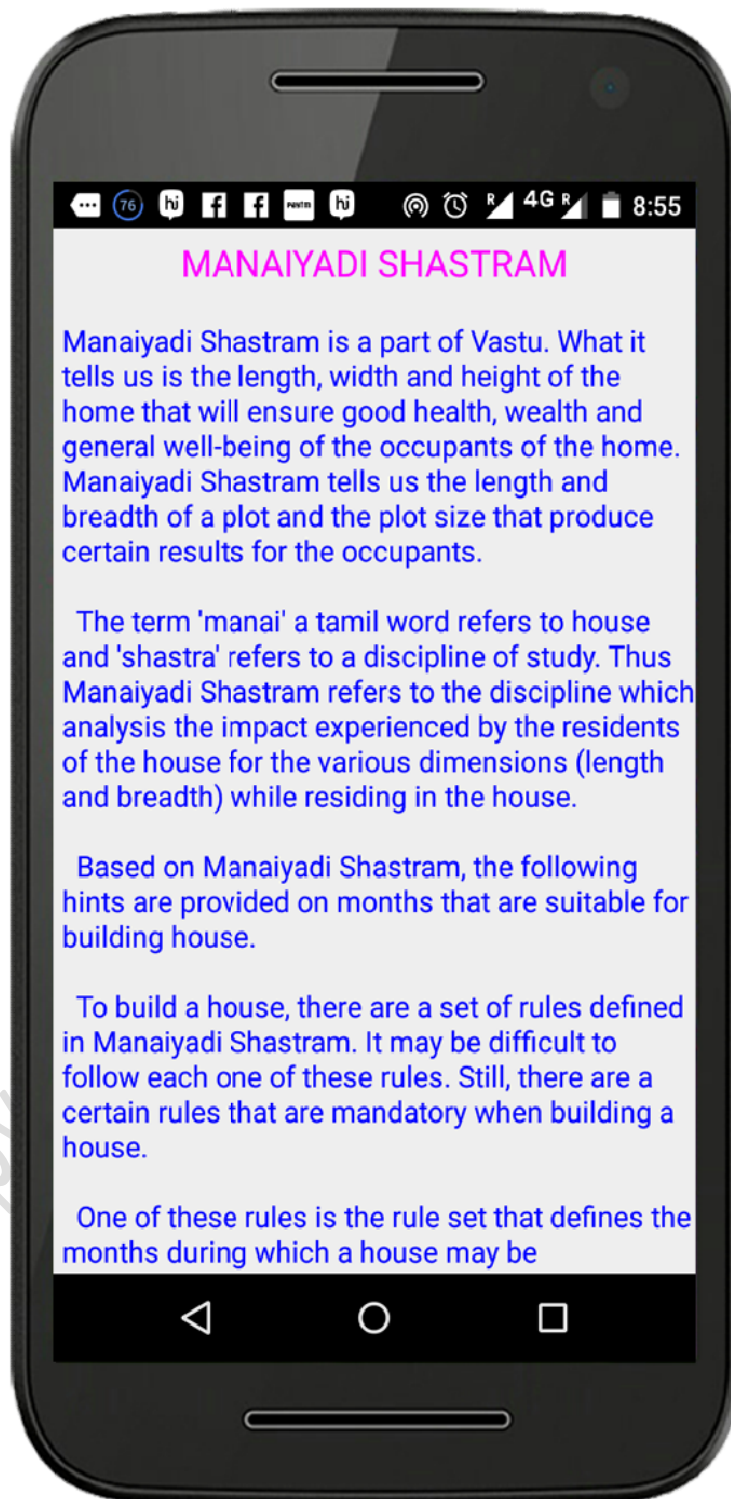 76 hi f f Paytm hi R 4G R 8:55
MANAIYADI SHASTRAM
Manaiyadi Shastram is a part of Vastu. What it
tells us is the length, width and height of the
home that will ensure good health, wealth and
general well-being of the occupants of the home.
Manaiyadi Shastram tells us the length and
breadth of a plot and the plot size that produce
certain results for the occupants.
The term 'manai' a tamil word refers to house
and 'shastra' refers to a discipline of study. Thus
Manaiyadi Shastram refers to the discipline which
analysis the impact experienced by the residents
of the house for the various dimensions (length
and breadth) while residing in the house.
Based on Manaiyadi Shastram, the following
hints are provided on months that are suitable for
building house.
To build a house, there are a set of rules defined
in Manaiyadi Shastram. It may be difficult to
follow each one of these rules. Still, there are a
certain rules that are mandatory when building a
house.
One of these rules is the rule set that defines the
months during which a house may be